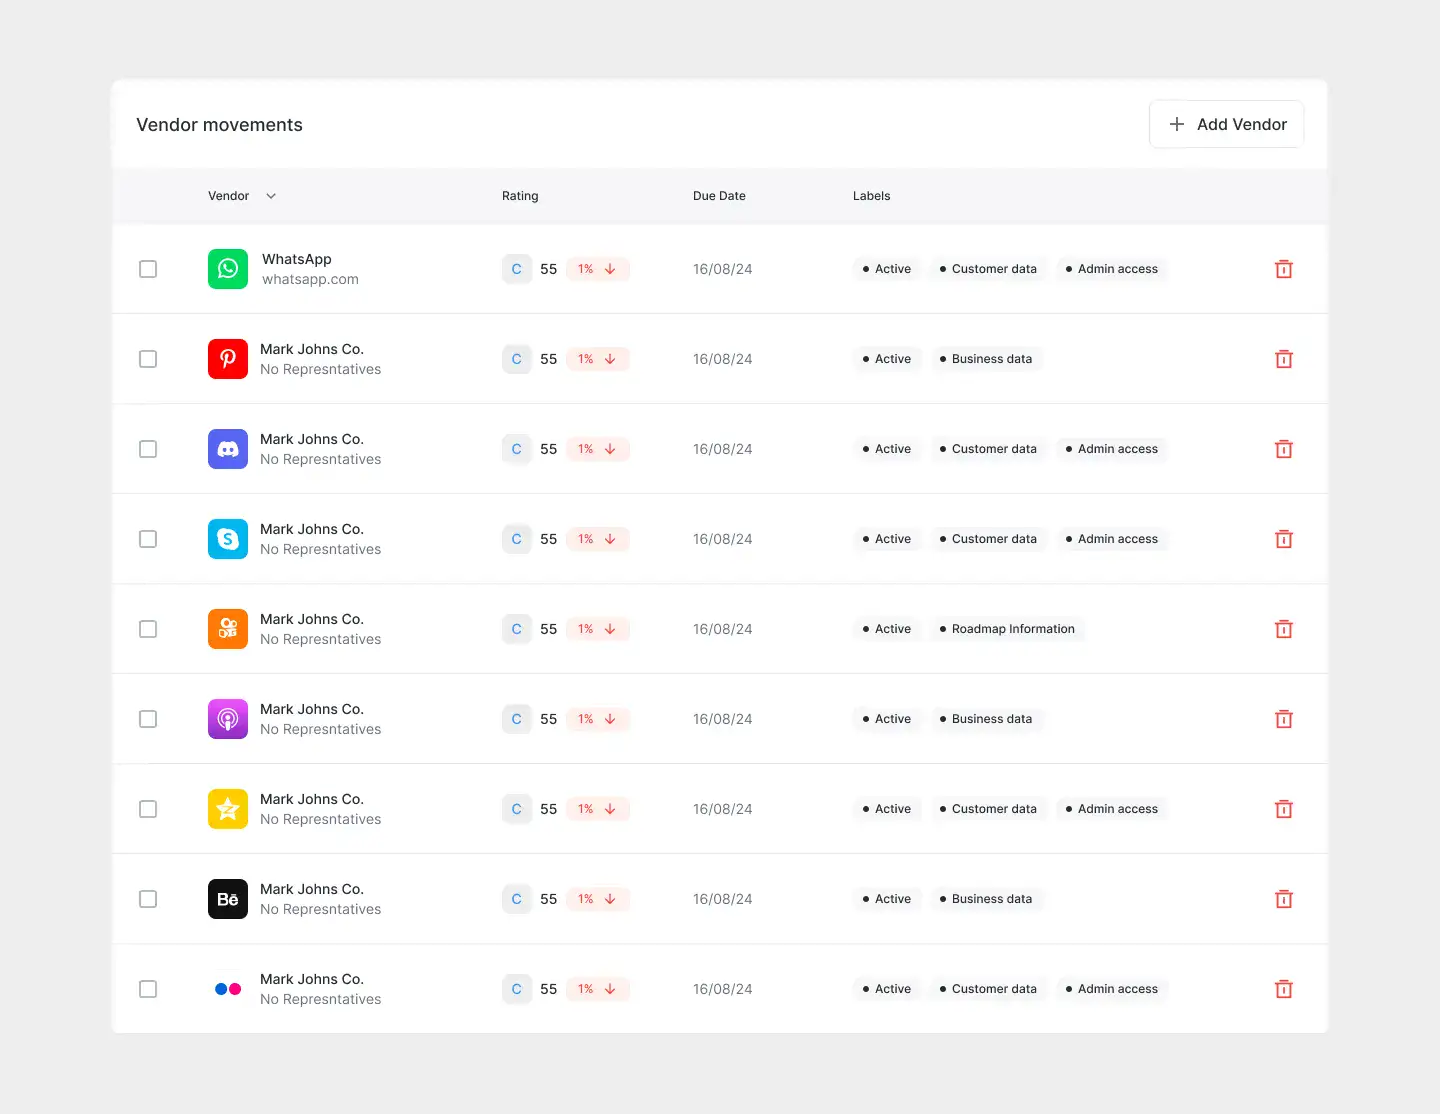 Vendor movements
Add Vendor
Vendor Rating Due Date Labels
WhatsApp
whatsapp.com
C 55 1% 16/08/24 Active Customer data Admin access
Mark Johns Co.
No Represntatives
C 55 1% 16/08/24 Active Business data
Mark Johns Co.
No Represntatives
C 55 1% 16/08/24 Active Customer data Admin access
Mark Johns Co.
No Represntatives
C 55 1% 16/08/24 Active Customer data Admin access
Mark Johns Co.
No Represntatives
C 55 1% 16/08/24 Active Roadmap Information
Mark Johns Co.
No Represntatives
C 55 1% 16/08/24 Active Business data
Mark Johns Co.
No Represntatives
C 55 1% 16/08/24 Active Customer data Admin access
Bē
Mark Johns Co.
No Represntatives
C 55 1% 16/08/24 Active Business data
Mark Johns Co.
No Represntatives
C 55 1% 16/08/24 Active Customer data Admin access